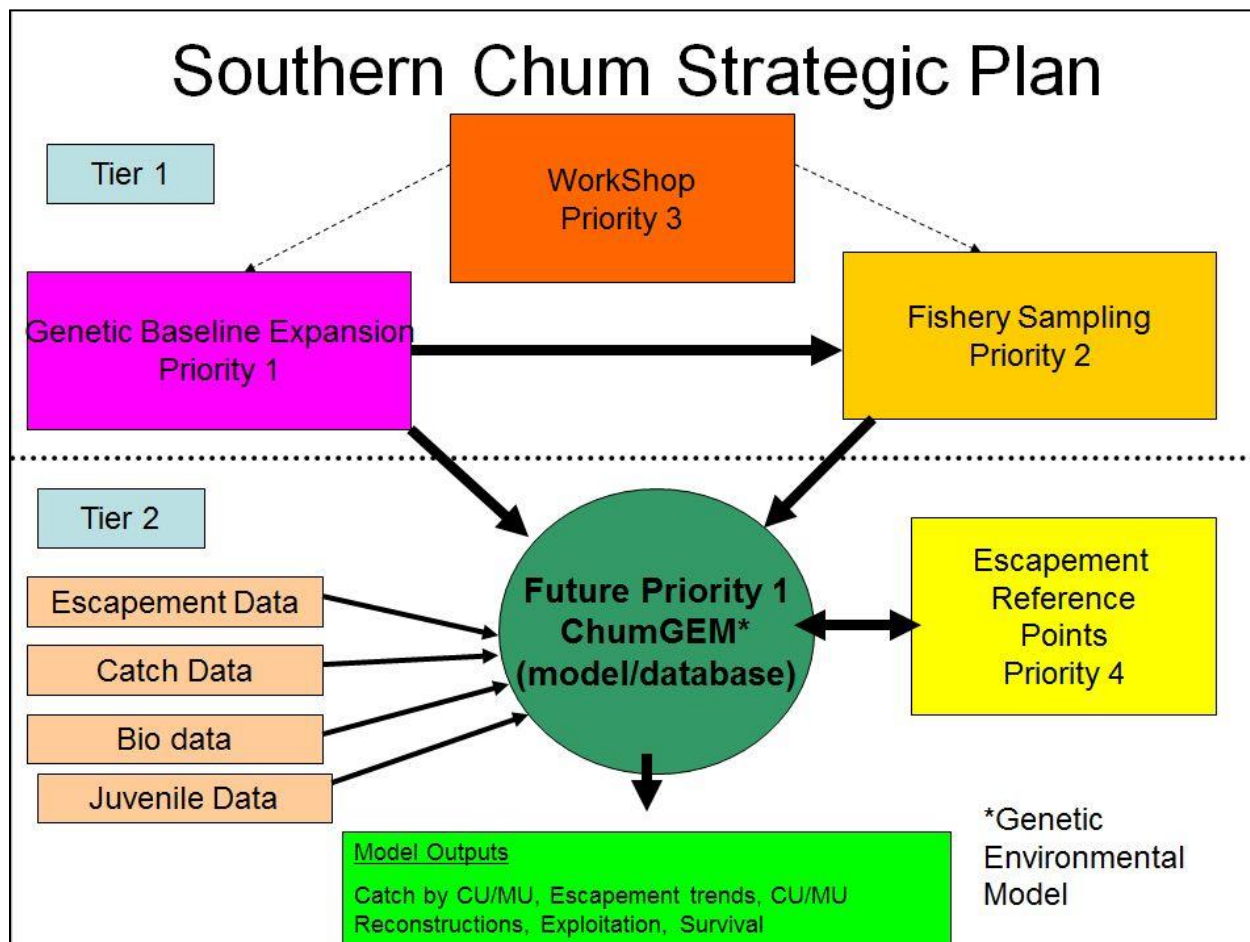 Southern Chum Strategic Plan
Tier 1
WorkShop
Priority 3
Genetic Baseline Expansion
Priority 1
Fishery Sampling
Priority 2
Tier 2
Escapement Data
Catch Data
Bio data
Juvenile Data
Future Priority 1
ChumGEM*
(model/database)
Escapement
Reference
Points
Priority 4
Model Outputs
Catch by CU/MU, Escapement trends, CU/MU
Reconstructions, Exploitation, Survival
*Genetic
Environmental
Model